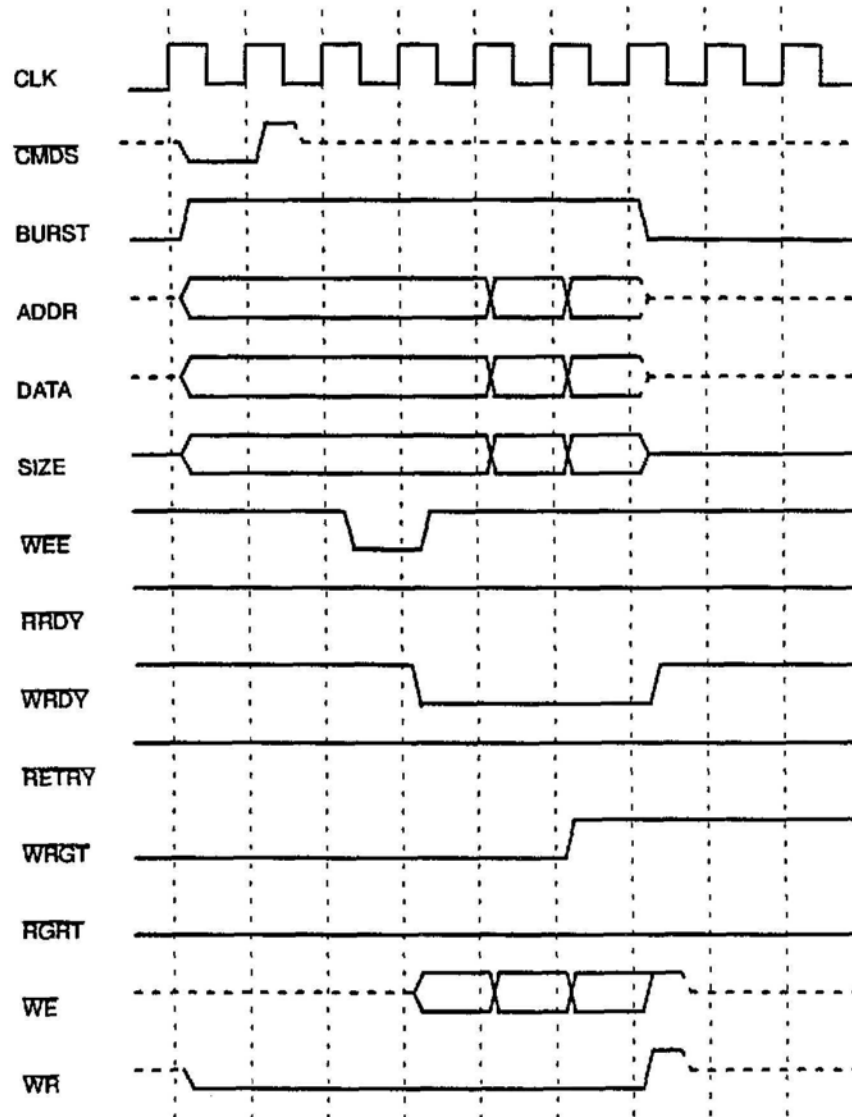 CLK
CMDS
BURST
ADDR
DATA
SIZE
WEE
RRDY
WRDY
RETRY
WRGT
RGRT
WE
WR